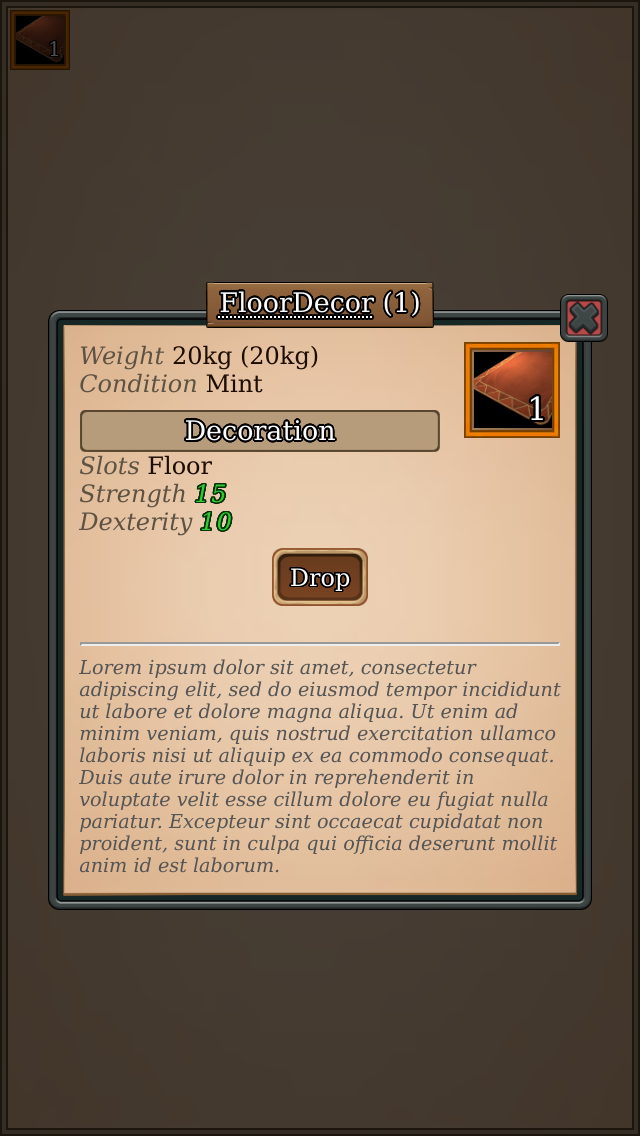 1
FloorDecor (1)
Weight 20kg (20kg)
Condition Mint
1
Decoration
Slots Floor
Strength 15
Dexterity 10
Drop
Lorem ipsum dolor sit amet, consectetur
adipiscing elit, sed do eiusmod tempor incididunt
ut labore et dolore magna aliqua. Ut enim ad
minim veniam, quis nostrud exercitation ullamco
laboris nisi ut aliquip ex ea commodo consequat.
Duis aute irure dolor in reprehenderit in
voluptate velit esse cillum dolore eu fugiat nulla
pariatur. Excepteur sint occaecat cupidatat non
proident, sunt in culpa qui officia deserunt mollit
anim id est laborum.